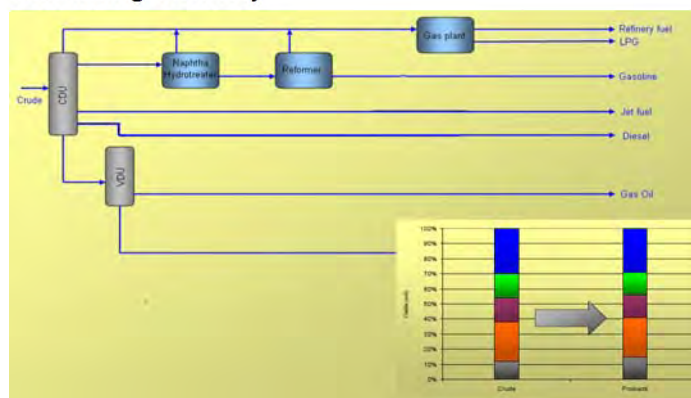 Refinery fuel
Gas plant
LPG
Naphtha
Hydrotreater
Reformer
Gasoline
Crude
CDU
Jet fuel
Diesel
VDU
Gas Oil
100%
90%
80%
70%
60%
50%
40%
30%
20%
10%
0%
Crude